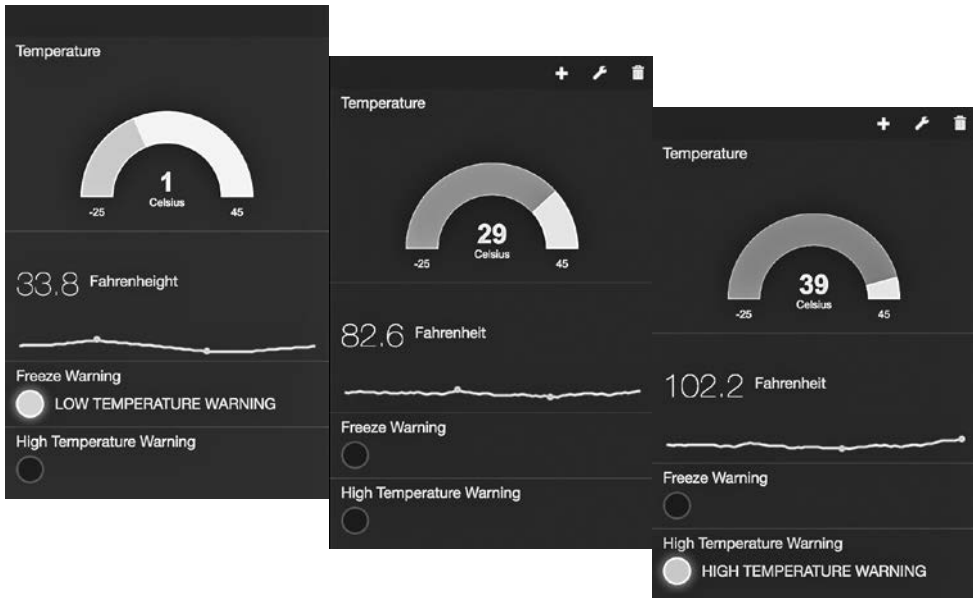 Temperature
1
Celsius
-25 45
33.8 Fahrenheight
Freeze Warning
LOW TEMPERATURE WARNING
High Temperature Warning
Temperature
29
Celsius
-25 45
82.6 Fahrenheit
Freeze Warning
High Temperature Warning
Temperature
39
Celsius
-25 45
102.2 Fahrenheit
Freeze Warning
High Temperature Warning
HIGH TEMPERATURE WARNING